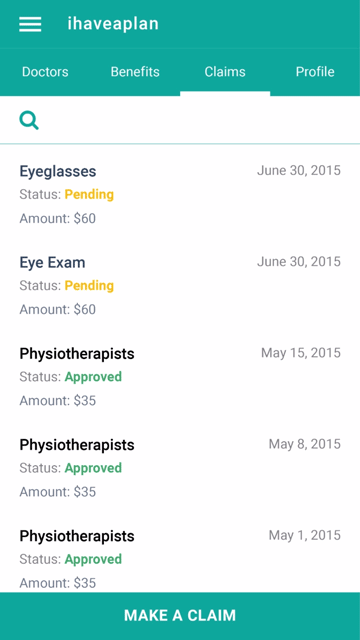 ihaveaplan
Doctors Benefits Claims Profile
Eyeglasses June 30, 2015
Status: Pending
Amount: $60
Eye Exam June 30, 2015
Status: Pending
Amount: $60
Physiotherapists May 15, 2015
Status: Approved
Amount: $35
Physiotherapists May 8, 2015
Status: Approved
Amount: $35
Physiotherapists May 1, 2015
Status: Approved
Amount: $35
MAKE A CLAIM